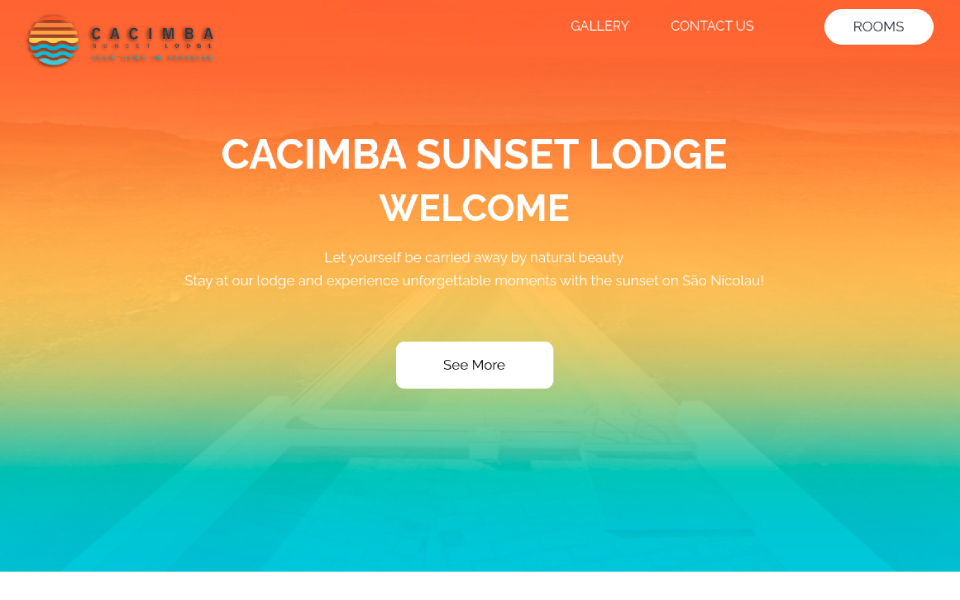 CACIMBA
SUNSET LODGE
GALLERY
CONTACT US
ROOMS
CACIMBA SUNSET LODGE
WELCOME
Let yourself be carried away by natural beauty
Stay at our lodge and experience unforgettable moments with the sunset on São Nicolau!
See More